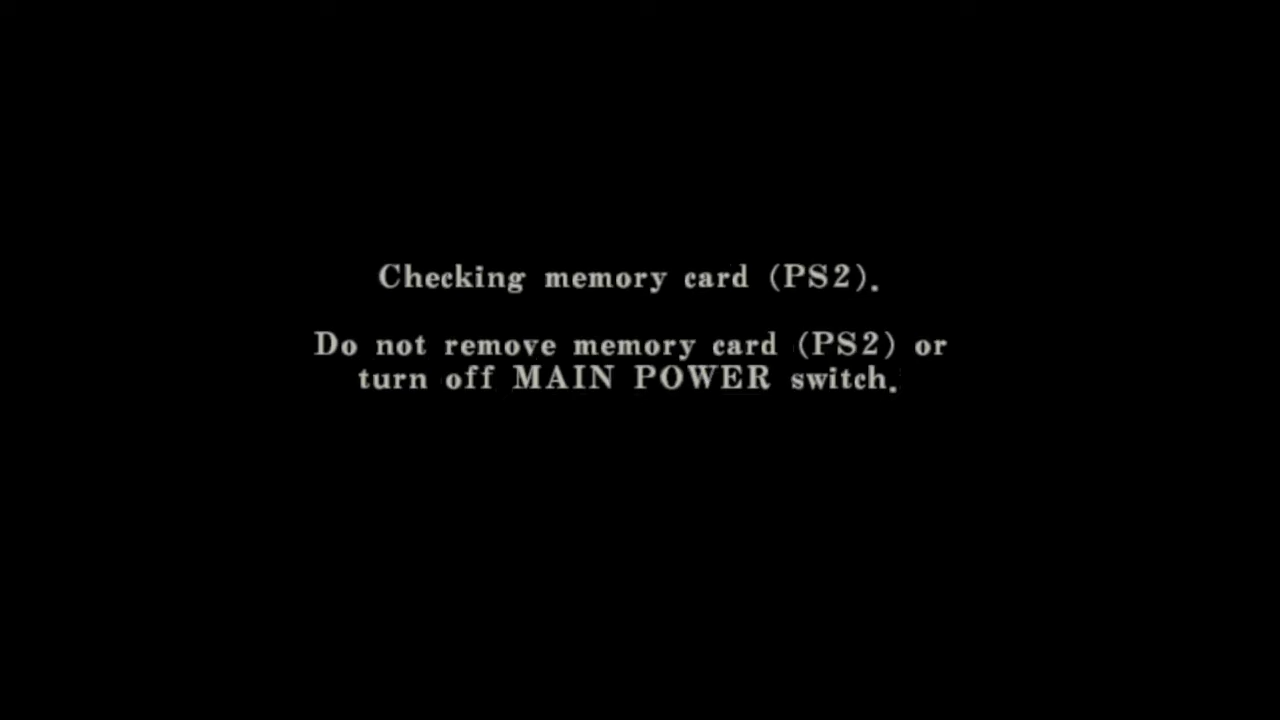 Checking memory card (PS2).
Do not remove memory card (PS2) or
turn off MAIN POWER switch.